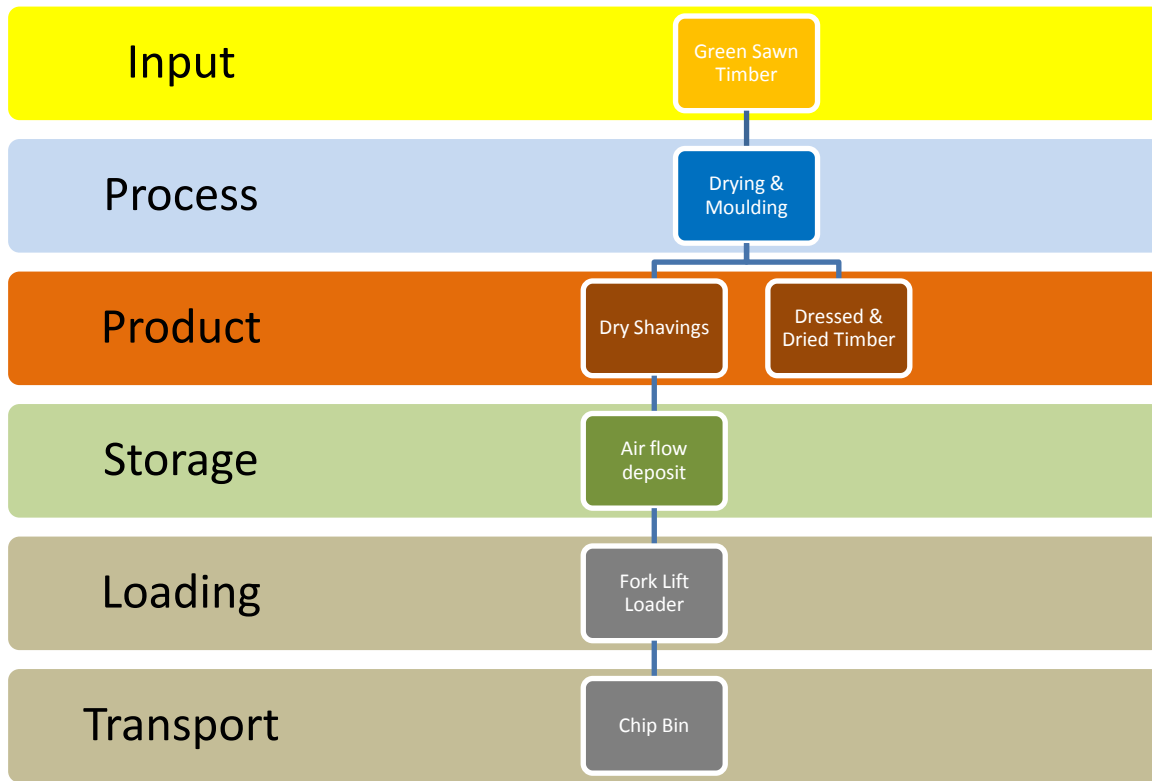 Input
Green Sawn
Timber
Process
Drying &
Moulding
Product
Dry Shavings
Dressed &
Dried Timber
Storage
Air flow
deposit
Loading
Fork Lift
Loader
Transport
Chip Bin